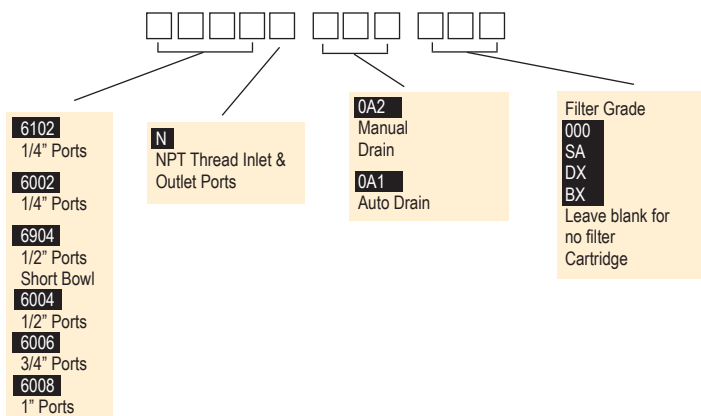 6102
1/4” Ports
6002
1/4” Ports
6904
1/2” Ports
Short Bowl
6004
1/2” Ports
6006
3/4” Ports
6008
1” Ports
N
NPT Thread Inlet &
Outlet Ports
0A2
Manual
Drain
0A1
Auto Drain
Filter Grade
000
SA
DX
BX
Leave blank for
no filter
Cartridge